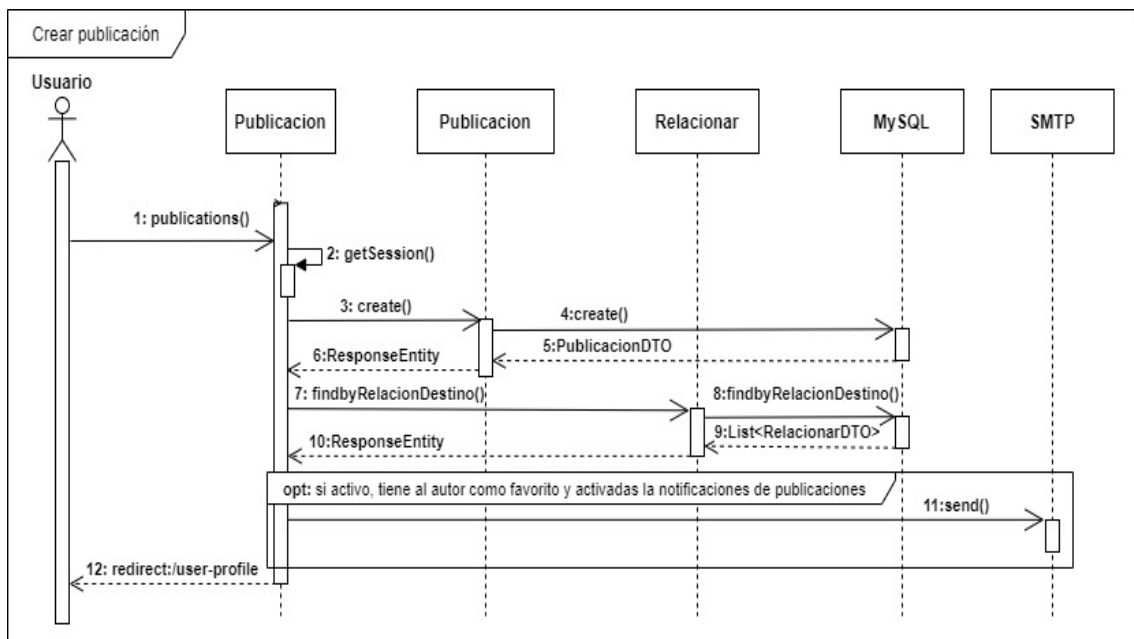 Crear publicación
Usuario
Publicacion
Publicacion
Relacionar
MySQL
SMTP
1: publications()
2: getSession()
3: create()
4:create()
5:PublicacionDTO
6:ResponseEntity
7: findbyRelacionDestino()
8:findbyRelacionDestino()
9:List<RelacionarDTO>
10:ResponseEntity
opt: si activo, tiene al autor como favorito y activadas la notificaciones de publicaciones
11:send()
12: redirect:/user-profile